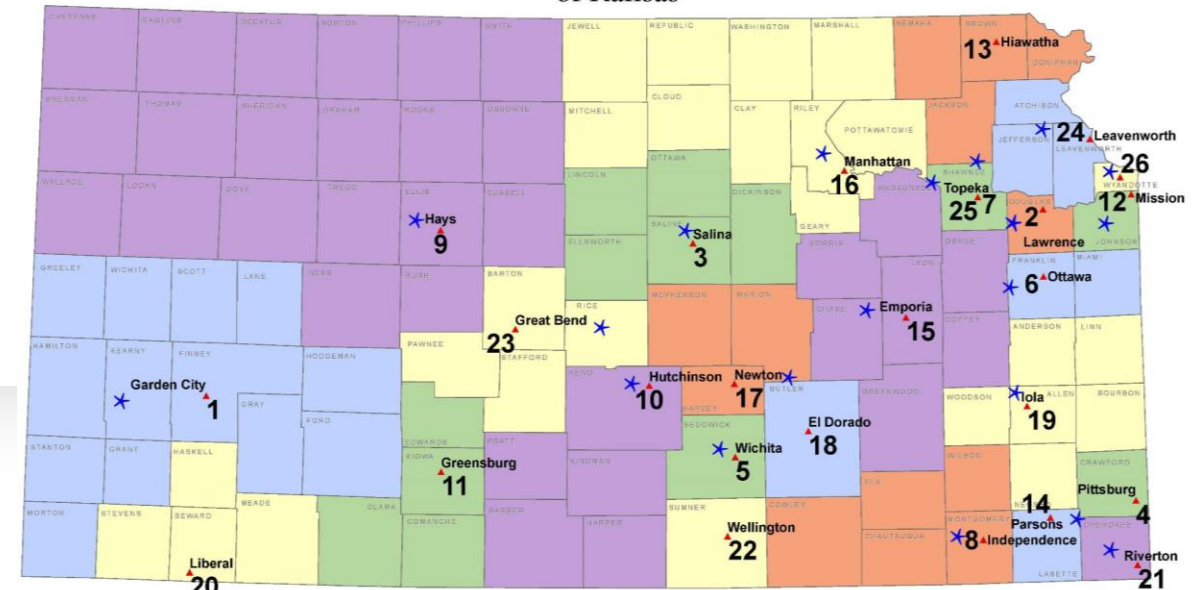 of Kansas
CHEYENNE RAWLINS DECATUR NORTON PHILLIPS SMITH JEWELL REPUBLIC WASHINGTON MARSHALL NEMAHA BROWN
13 Hiawatha
DONIPHAN
SHERMAN THOMAS SHERIDAN GRAHAM ROOKS OSBORNE MITCHELL CLOUD CLAY RILEY POTTAWATOMIE JACKSON ATCHISON
JEFFERSON 24 Leavenworth
LEAVENWORTH
26
WYANDOTTE
OTTAWA
Manhattan
16
LINCOLN
WALLACE LOGAN GOVE TREGO ELLIS RUSSELL
DICKINSON
WABAUNSEE
SHAWNEE
Topeka
25 7
DOUGLAS
2
Lawrence
12 Mission
JOHNSON
Hays
9
SALINE
Salina
3
ELLSWORTH
GEARY
MORRIS
OSAGE
FRANKLIN
MIAMI
6 Ottawa
LYON
GREELEY WICHITA SCOTT LANE NESS RUSH BARTON
RICE
MCPHERSON MARION
CHASE
Emporia
15
COFFEY
ANDERSON LINN
Great Bend
23
PAWNEE
STAFFORD
HAMILTON KEARNY FINNEY HODGEMAN
Garden City
1
GRAY
FORD
EDWARDS
RENO
Hutchinson
10
Newton
17
HARVEY
BUTLER
El Dorado
18
GREENWOOD
WOODSON
Iola
19
ALLEN
BOURBON
SEDGWICK
Wichita
5
STANTON GRANT HASKELL
KIOWA
Greensburg
11
PRATT
KINGMAN
WILSON
CRAWFORD
Pittsburg
4
MORTON STEVENS SEWARD MEADE CLARK
COMANCHE
BARBER
HARPER
SUMNER
Wellington
22
COWLEY
ELK
CHAUTAUQUA
MONTGOMERY
8 Independence
14
Parsons
LABETTE
CHEROKEE
Riverton
21
Liberal
20